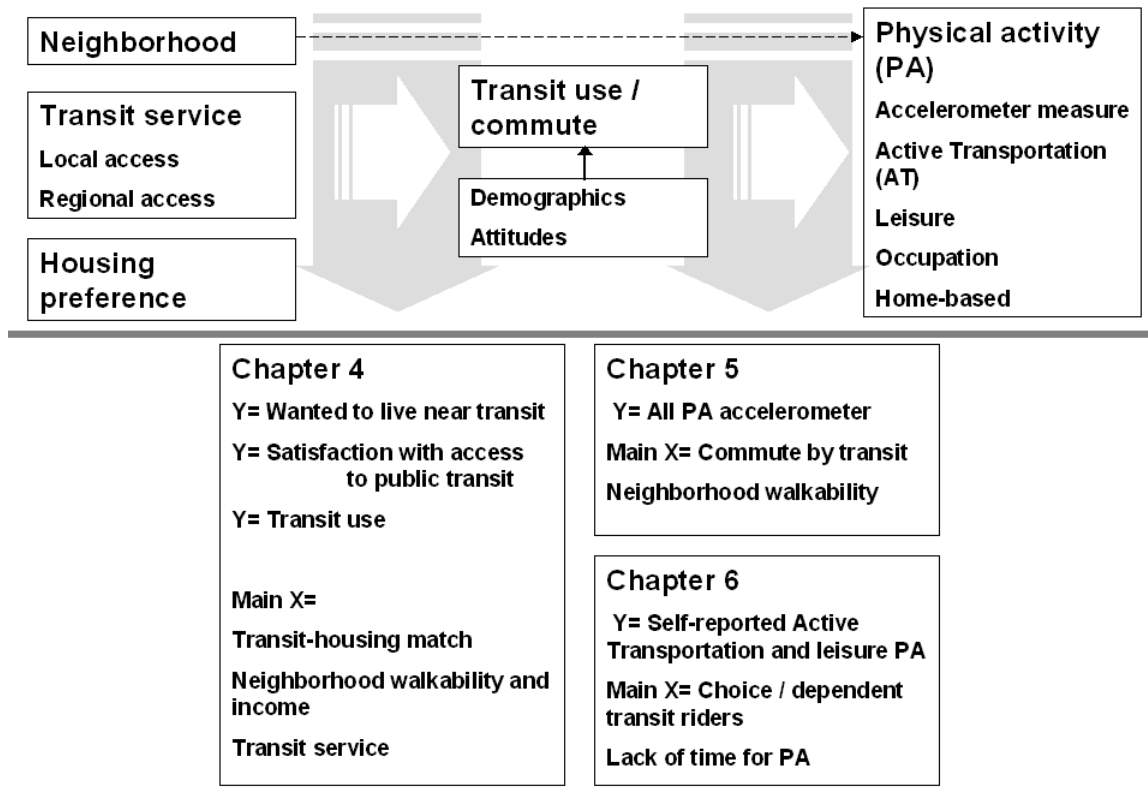 Neighborhood
Transit service
Local access
Regional access
Housing
preference
Transit use /
commute
Demographics
Attitudes
Physical activity
(PA)
Accelerometer measure
Active Transportation
(AT)
Leisure
Occupation
Home-based
Chapter 4
Y= Wanted to live near transit
Y= Satisfaction with access
to public transit
Y= Transit use
Main X=
Transit-housing match
Neighborhood walkability and
income
Transit service
Chapter 5
Y= All PA accelerometer
Main X= Commute by transit
Neighborhood walkability
Chapter 6
Y= Self-reported Active
Transportation and leisure PA
Main X= Choice / dependent
transit riders
Lack of time for PA